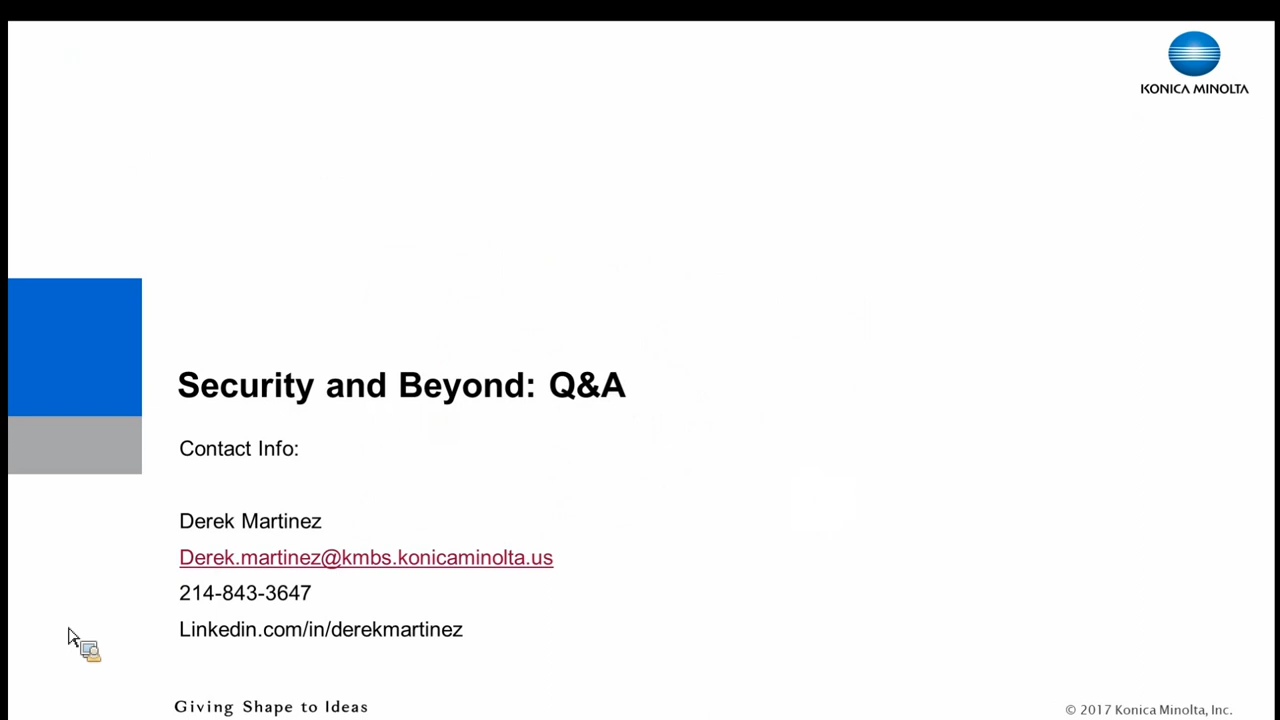 KONICA MINOLTA
Security and Beyond: Q&A
Contact Info:
Derek Martinez
Derek.martinez@kmbs.konicaminolta.us
214-843-3647
Linkedin.com/in/derekmartinez
Giving Shape to Ideas
© 2017 Konica Minolta, Inc.